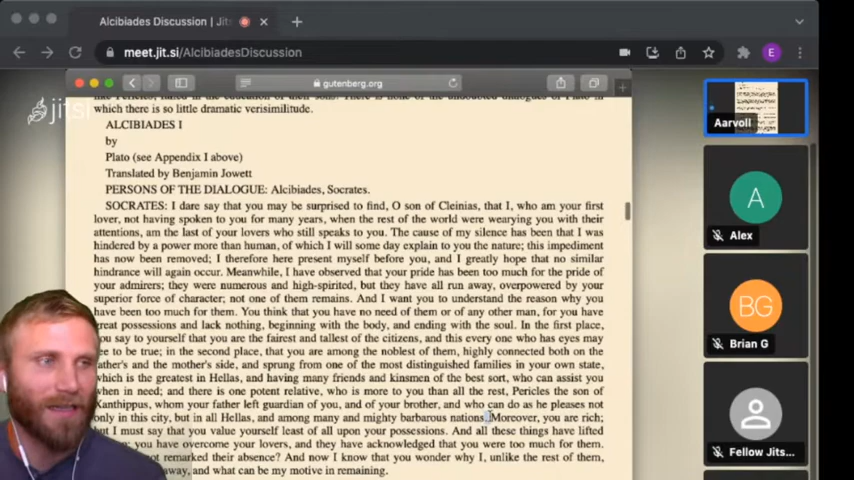 Alcibiades Discussion | Jits
meet.jit.si/AlcibiadesDiscussion
E
gutenberg.org
jitsi
which there is so little dramatic verisimilitude.
ALCIBIADES I
by
Plato (see Appendix I above)
Translated by Benjamin Jowett
PERSONS OF THE DIALOGUE: Alcibiades, Socrates.
SOCRATES: I dare say that you may be surprised to find, O son of Cleinias, that I, who am your first
lover, not having spoken to you for many years, when the rest of the world were wearying you with their
attentions, am the last of your lovers who still speaks to you. The cause of my silence has been that I was
hindered by a power more than human, of which I will some day explain to you the nature; this impediment
has now been removed; I therefore here present myself before you, and I greatly hope that no similar
hindrance will again occur. Meanwhile, I have observed that your pride has been too much for the pride of
your admirers; they were numerous and high-spirited, but they have all run away, overpowered by your
superior force of character; not one of them remains. And I want you to understand the reason why you
have been too much for them. You think that you have no need of them or of any other man, for you have
great possessions and lack nothing, beginning with the body, and ending with the soul. In the first place,
you say to yourself that you are the fairest and tallest of the citizens, and this every one who has eyes may
see to be true; in the second place, that you are among the noblest of them, highly connected both on the
father's and the mother's side, and sprung from one of the most distinguished families in your own state,
which is the greatest in Hellas, and having many friends and kinsmen of the best sort, who can assist you
when in need; and there is one potent relative, who is more to you than all the rest, Pericles the son of
Xanthippus, whom your father left guardian of you, and of your brother, and who can do as he pleases not
only in this city, but in all Hellas, and among many and mighty barbarous nations. Moreover, you are rich;
but I must say that you value yourself least of all upon your possessions. And all these things have lifted
you have overcome your lovers, and they have acknowledged that you were too much for them.
not remarked their absence? And now I know that you wonder why I, unlike the rest of them,
away, and what can be my motive in remaining.
Aarvoll
A
Alex
BG
Brian G
Fellow Jits...